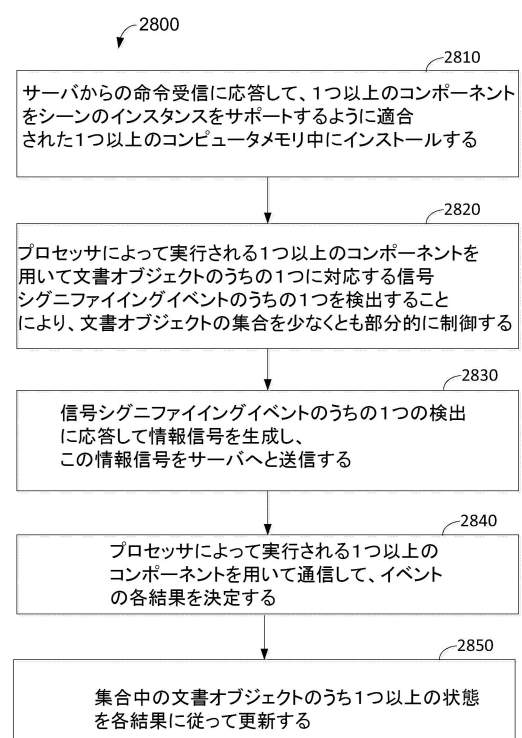 2800
2810
サーバからの命令受信に応答して、1つ以上のコンポーネント
をシーンのインスタンスをサポートするように適合
された1つ以上のコンピュータメモリ中にインストールする
2820
プロセッサによって実行される1つ以上のコンポーネントを
用いて文書オブジェクトのうちの1つに対応する信号
シグニファイイングイベントのうちの1つを検出すること
により、文書オブジェクトの集合を少なくとも部分的に制御する
2830
信号シグニファイイングイベントのうちの1つの検出
に応答して情報信号を生成し、
この情報信号をサーバへと送信する
2840
プロセッサによって実行される1つ以上の
コンポーネントを用いて通信して、イベント
の各結果を決定する
2850
集合中の文書オブジェクトのうち1つ以上の状態
を各結果に従って更新する